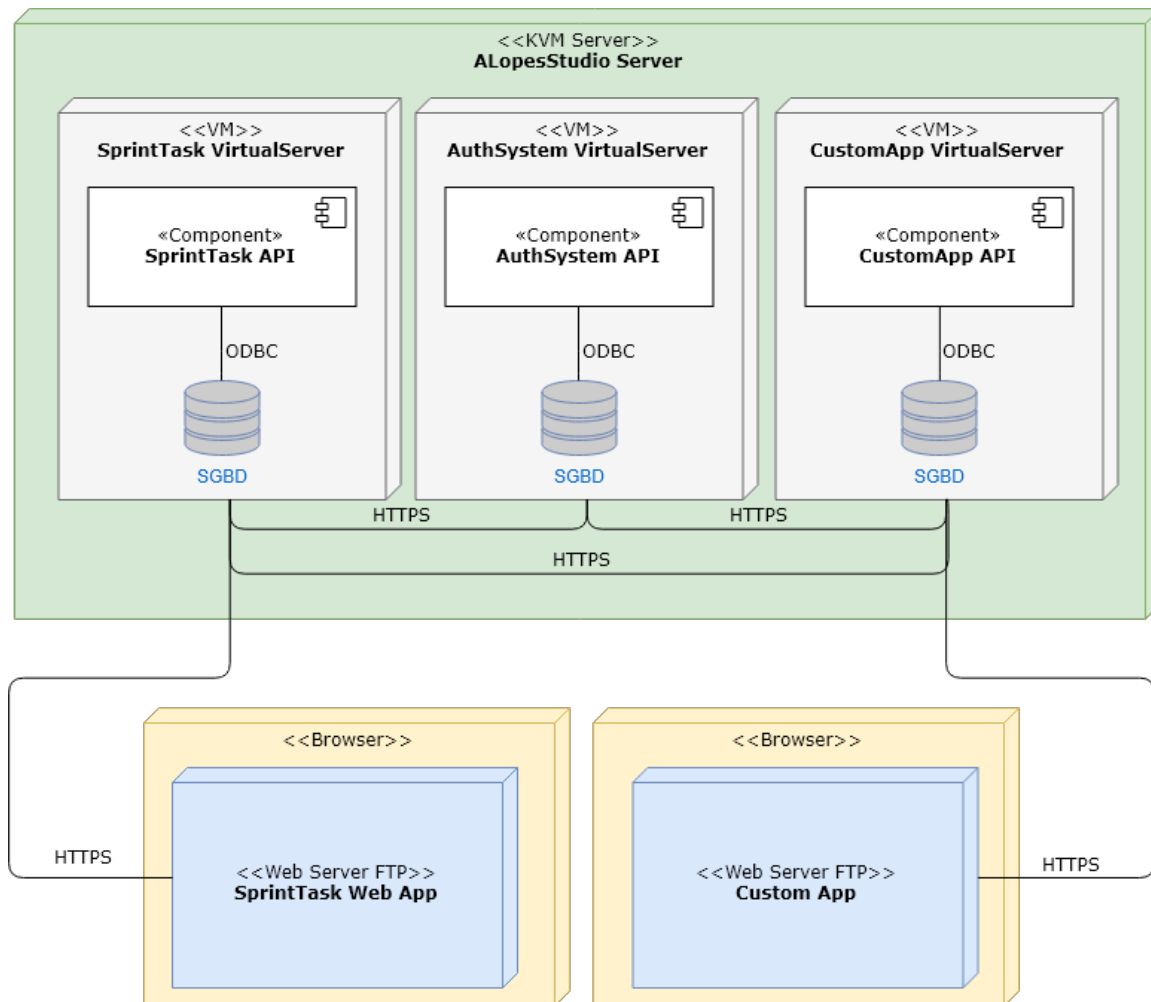 <<KVM Server>>
ALopesStudio Server
<<VM>>
SprintTask VirtualServer
«Component»
SprintTask API
ODBC
SGBD
<<VM>>
AuthSystem VirtualServer
«Component»
AuthSystem API
ODBC
SGBD
<<VM>>
CustomApp VirtualServer
«Component»
CustomApp API
ODBC
SGBD
HTTPS
HTTPS
HTTPS
<<Browser>>
<<Web Server FTP>>
SprintTask Web App
HTTPS
<<Browser>>
<<Web Server FTP>>
Custom App
HTTPS